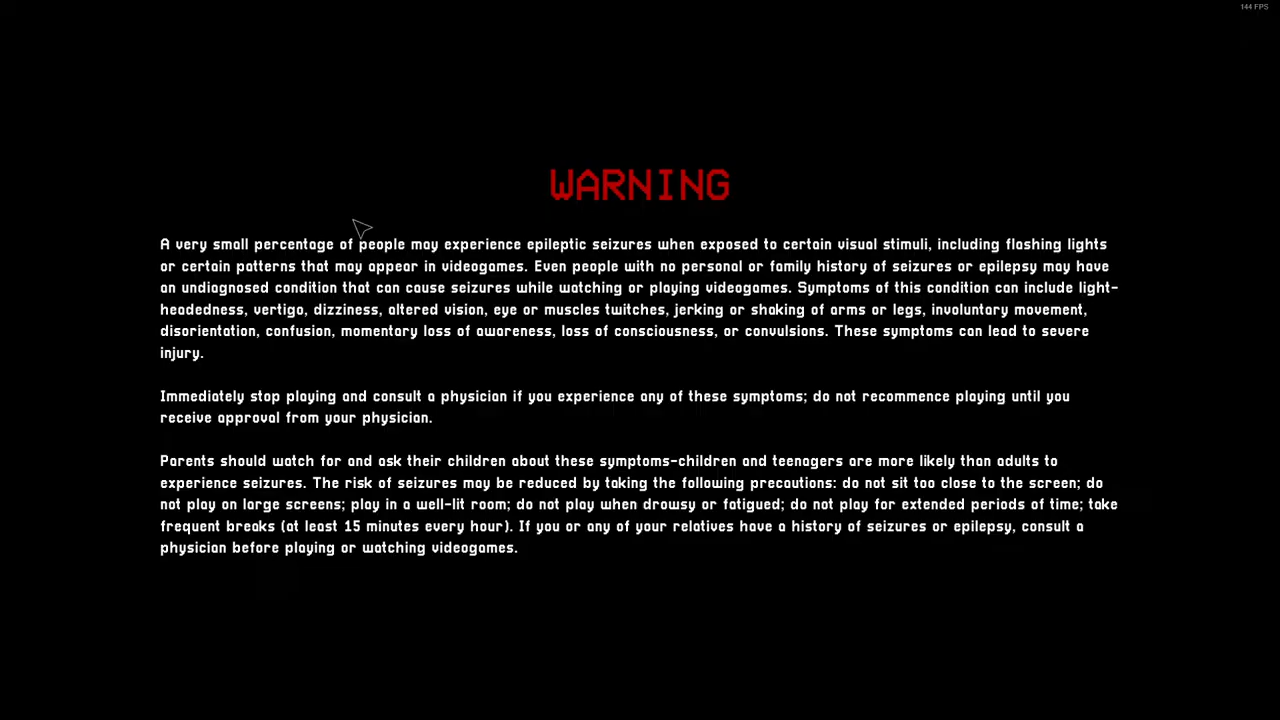 144 FPS
WARNING
A very small percentage of people may experience epileptic seizures when exposed to certain visual stimuli, including flashing lights
or certain patterns that may appear in videogames. Even people with no personal or family history of seizures or epilepsy may have
an undiagnosed condition that can cause seizures while watching or playing videogames. Symptoms of this condition can include light-
headedness, vertigo, dizziness, altered vision, eye or muscles twitches, jerking or shaking of arms or legs, involuntary movement,
disorientation, confusion, momentary loss of awareness, loss of consciousness, or convulsions. These symptoms can lead to severe
injury.
Immediately stop playing and consult a physician if you experience any of these symptoms; do not recommence playing until you
receive approval from your physician.
Parents should watch for and ask their children about these symptoms-children and teenagers are more likely than adults to
experience seizures. The risk of seizures may be reduced by taking the following precautions: do not sit too close to the screen; do
not play on large screens; play in a well-lit room; do not play when drowsy or fatigued; do not play for extended periods of time; take
frequent breaks (at least 15 minutes every hour). If you or any of your relatives have a history of seizures or epilepsy, consult a
physician before playing or watching videogames.